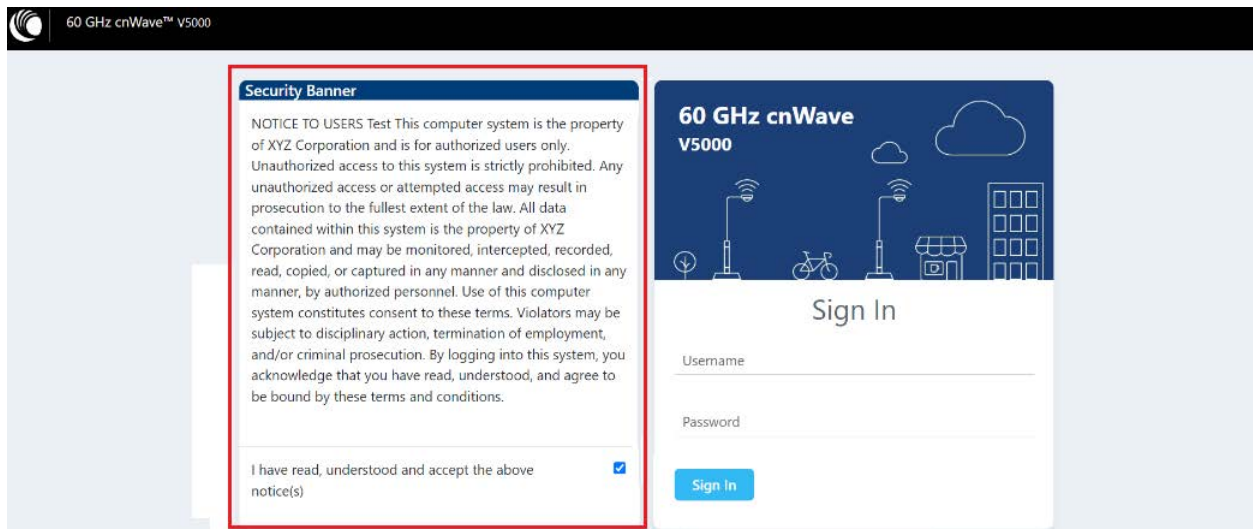 60 GHz cnWave™ V5000
Security Banner
NOTICE TO USERS Test This computer system is the property
of XYZ Corporation and is for authorized users only.
Unauthorized access to this system is strictly prohibited. Any
unauthorized access or attempted access may result in
prosecution to the fullest extent of the law. All data
contained within this system is the property of XYZ
Corporation and may be monitored, intercepted, recorded,
read, copied, or captured in any manner and disclosed in any
manner, by authorized personnel. Use of this computer
system constitutes consent to these terms. Violators may be
subject to disciplinary action, termination of employment,
and/or criminal prosecution. By logging into this system, you
acknowledge that you have read, understood, and agree to
be bound by these terms and conditions.
I have read, understood and accept the above
notice(s)
60 GHz cnWave
V5000
Sign In
Username
Password
Sign In